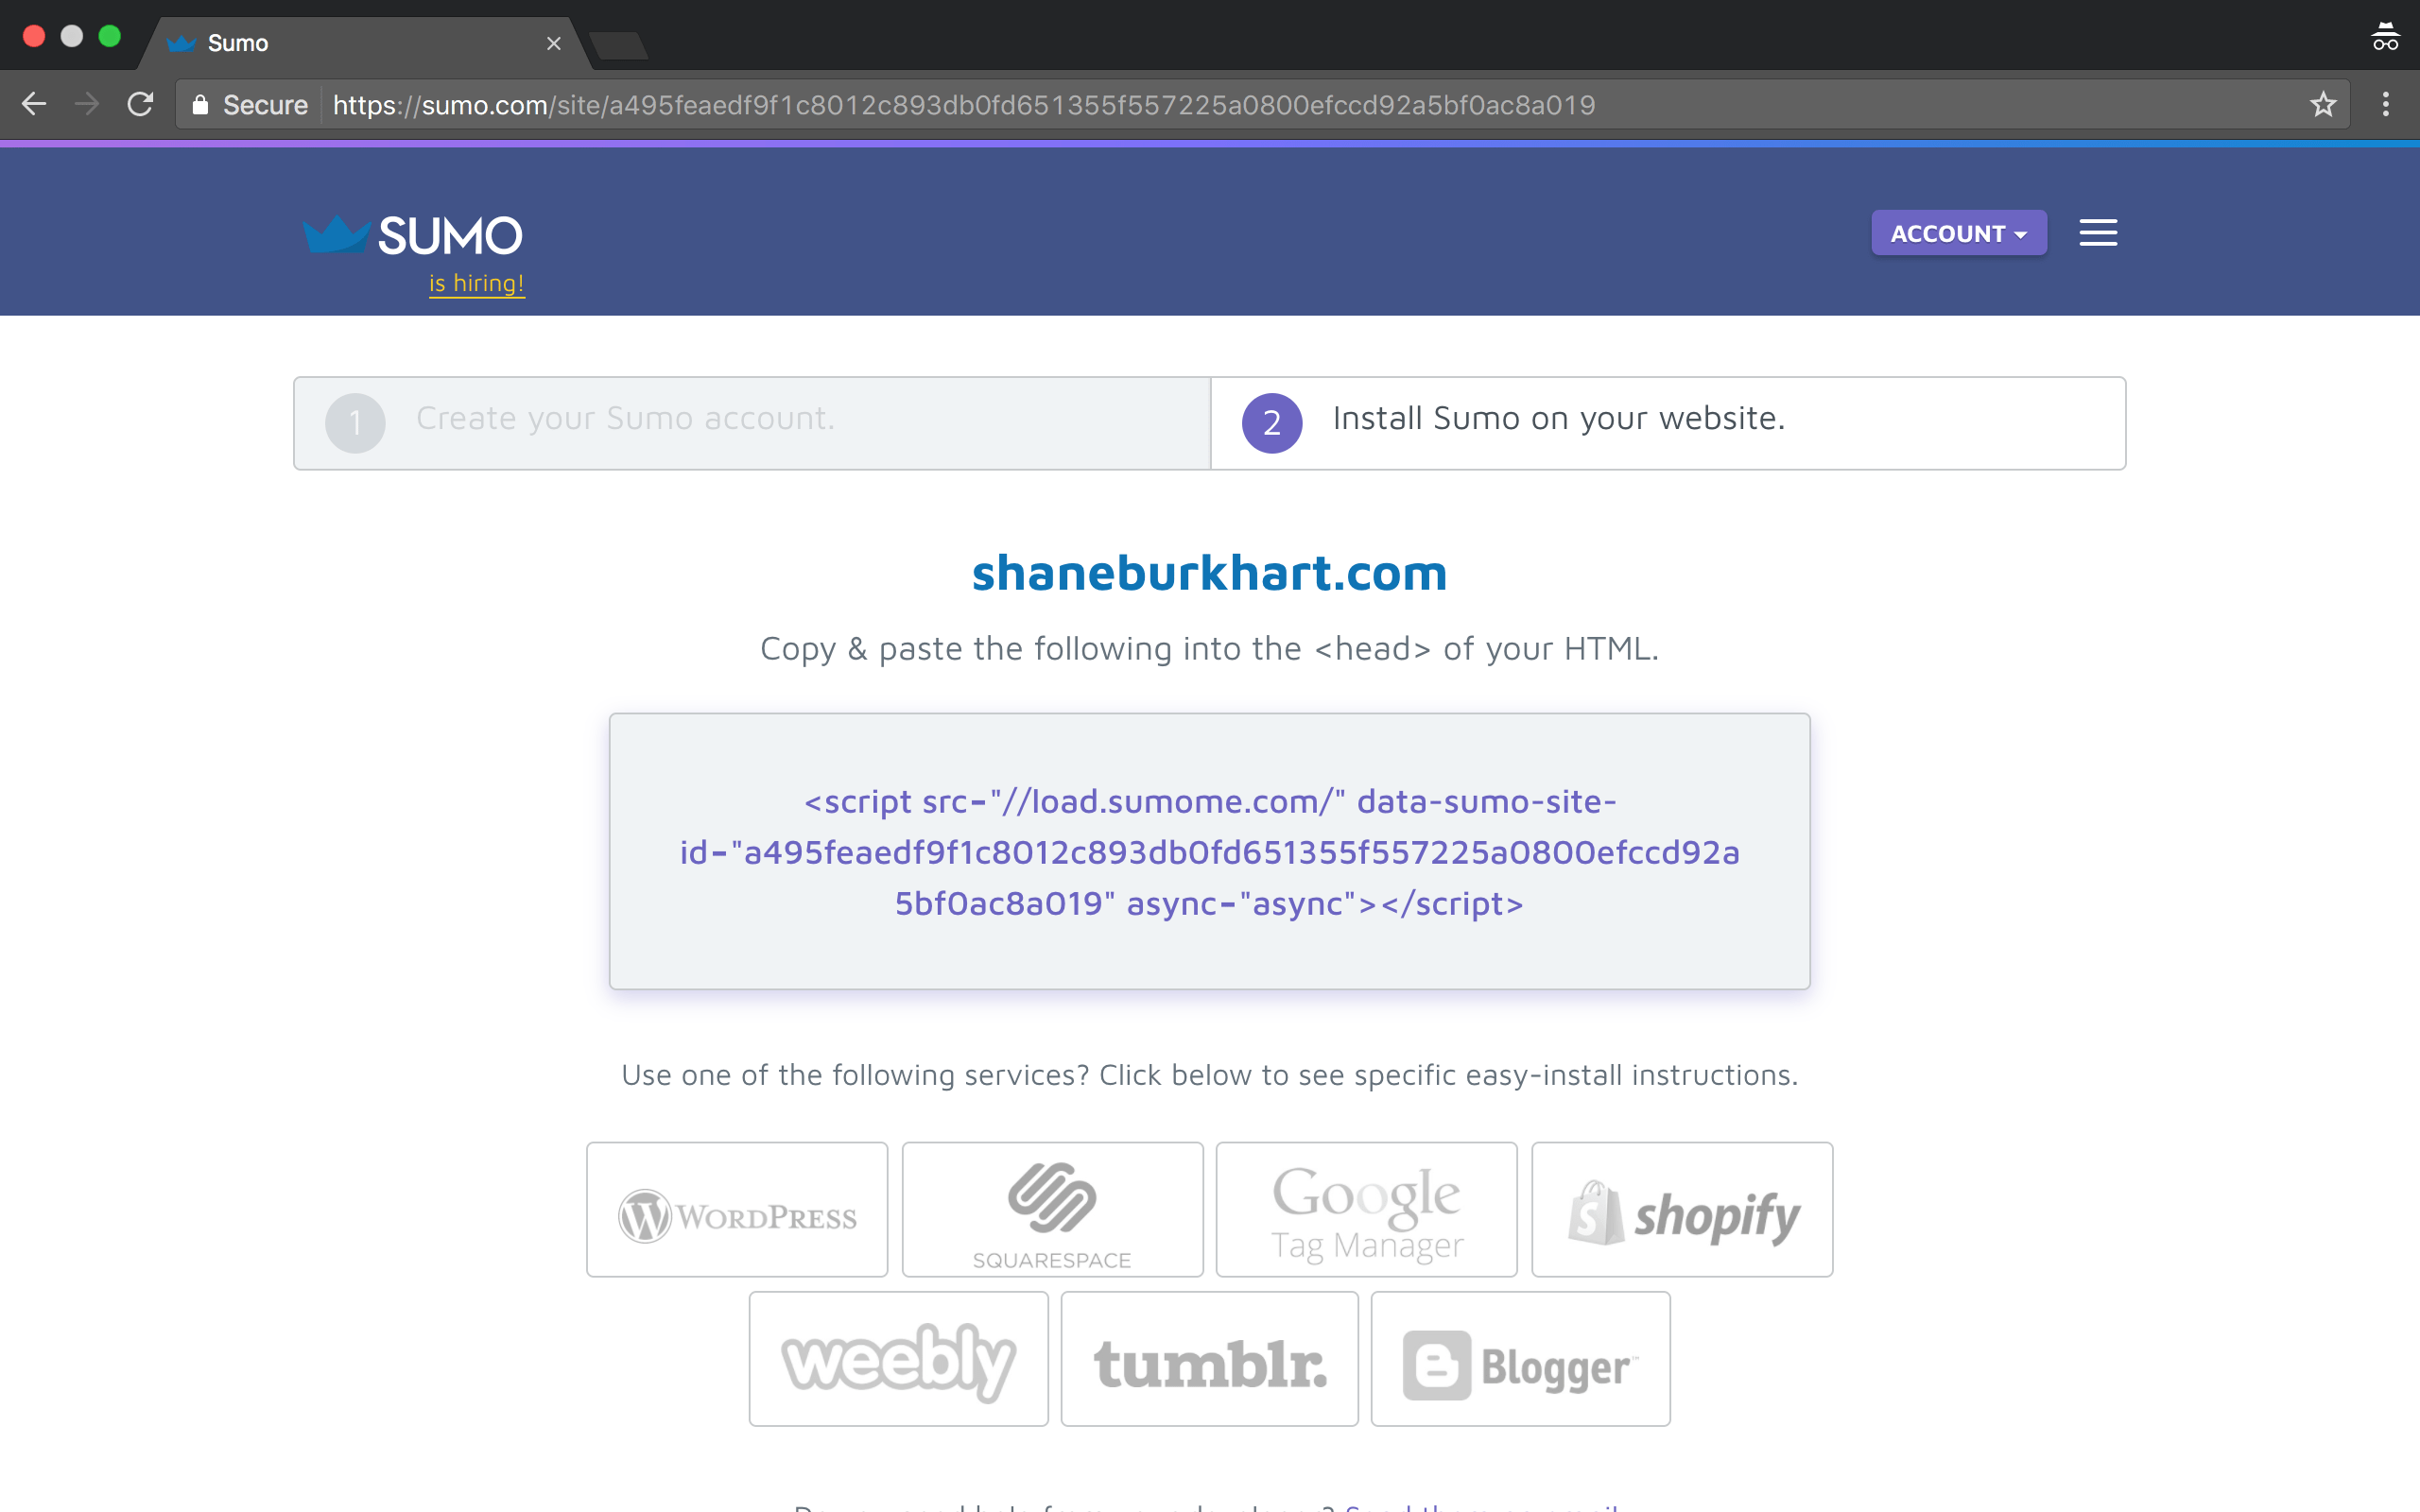 Sumo
Secure https://sumo.com/site/a495feaedf9f1c8012c893db0fd651355f557225a0800efccd92a5bf0ac8a019
SUMO
is hiring!
ACCOUNT
1 Create your Sumo account.
2 Install Sumo on your website.
shaneburkhart.com
Copy & paste the following into the <head> of your HTML.
<script src="//load.sumome.com/" data-sumo-site-
id="a495feaedf9f1c8012c893db0fd651355f557225a0800efccd92a
5bf0ac8a019" async="async"></script>
Use one of the following services? Click below to see specific easy-install instructions.
WORDPRESS
SQUARESPACE
Google
Tag Manager
shopify
weebly
tumblr.
Blogger™